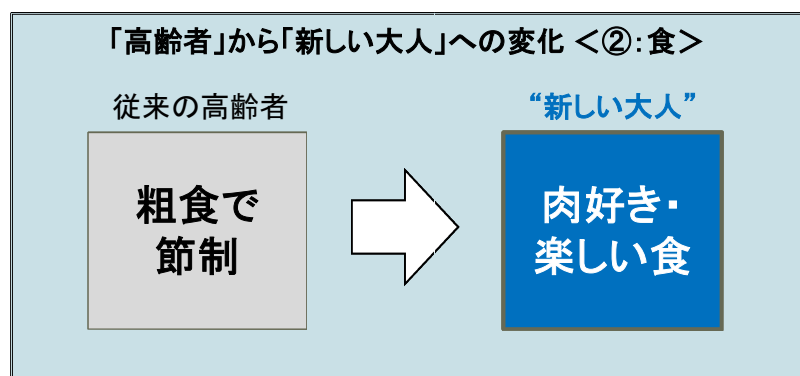 「高齢者」から「新しい大人」への変化 <②：食>
従来の高齢者
“新しい大人”
粗食で
節制
肉好き・
楽しい食